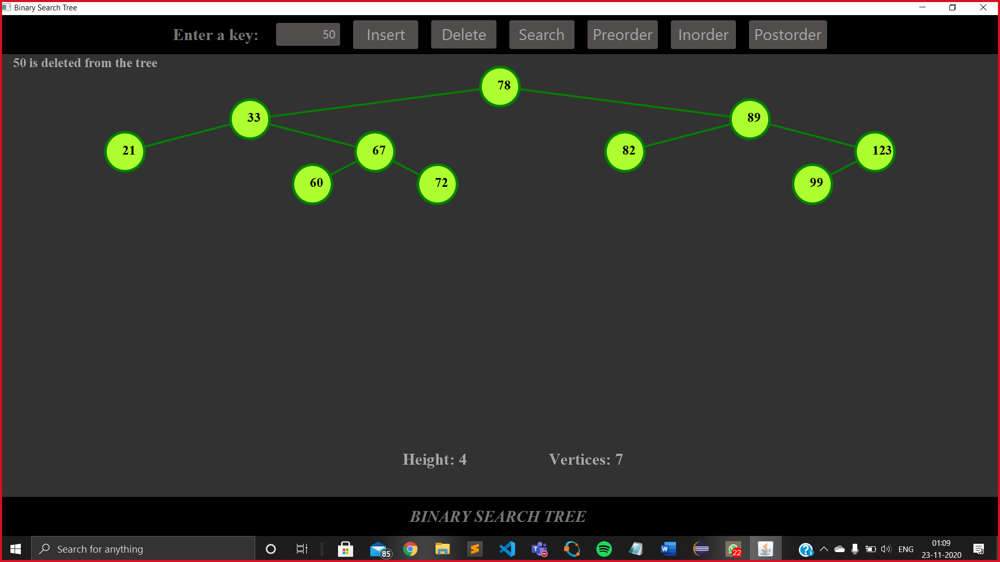 Binary Search Tree
Enter a key: 50 Insert Delete Search Preorder Inorder Postorder
50 is deleted from the tree
78
33 89
21 67 82 123
60 72 99
Height: 4 Vertices: 7
BINARY SEARCH TREE
Search for anything 85 22 ENG 01:09
23-11-2020